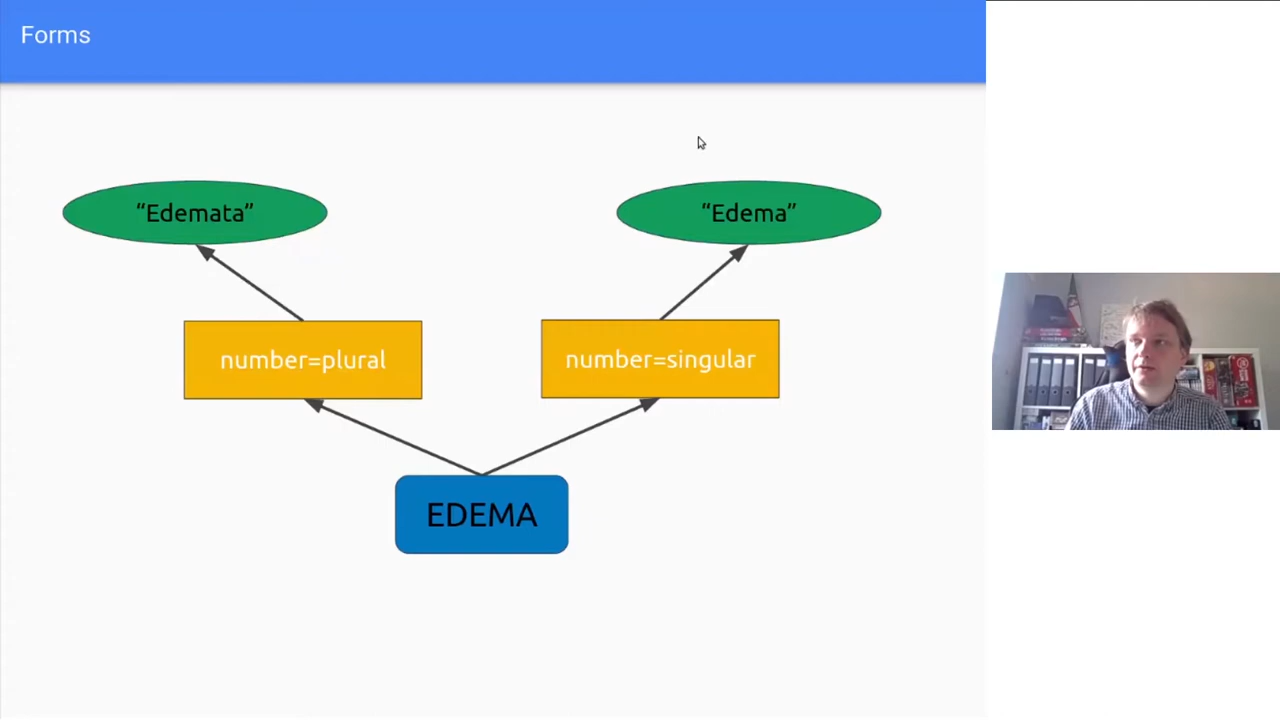 Forms
“Edemata”
“Edema”
number=plural
number=singular
EDEMA